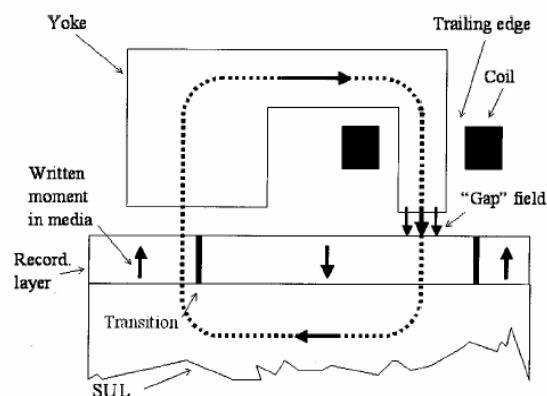 Yoke
Trailing edge
Coil
Written
moment
in media
“Gap” field
Record.
layer
Transition
SUL